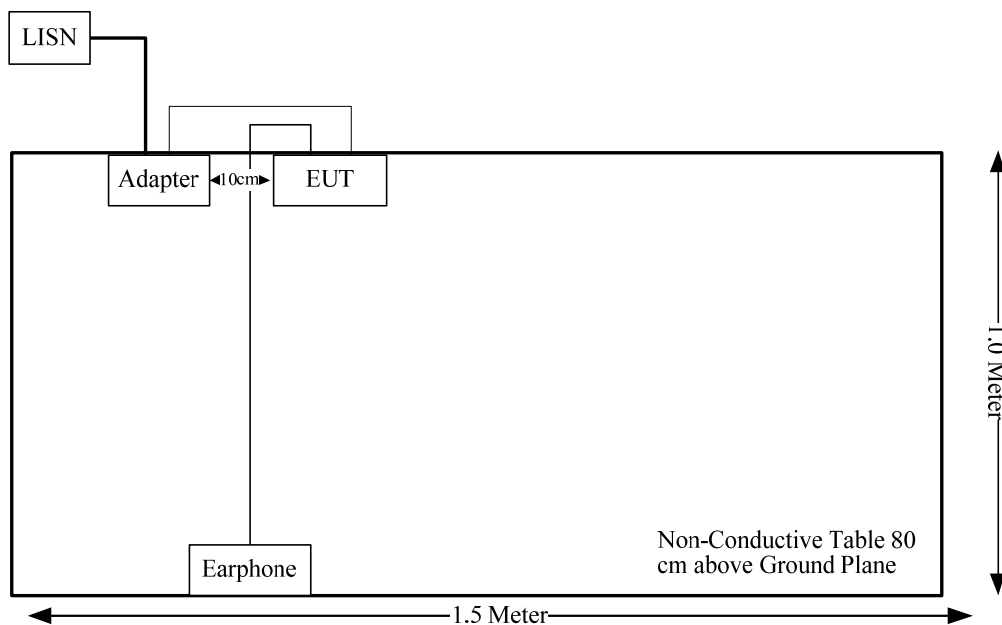 LISN
Adapter
10cm
EUT
1.0 Meter
Earphone
Non-Conductive Table 80
cm above Ground Plane
1.5 Meter